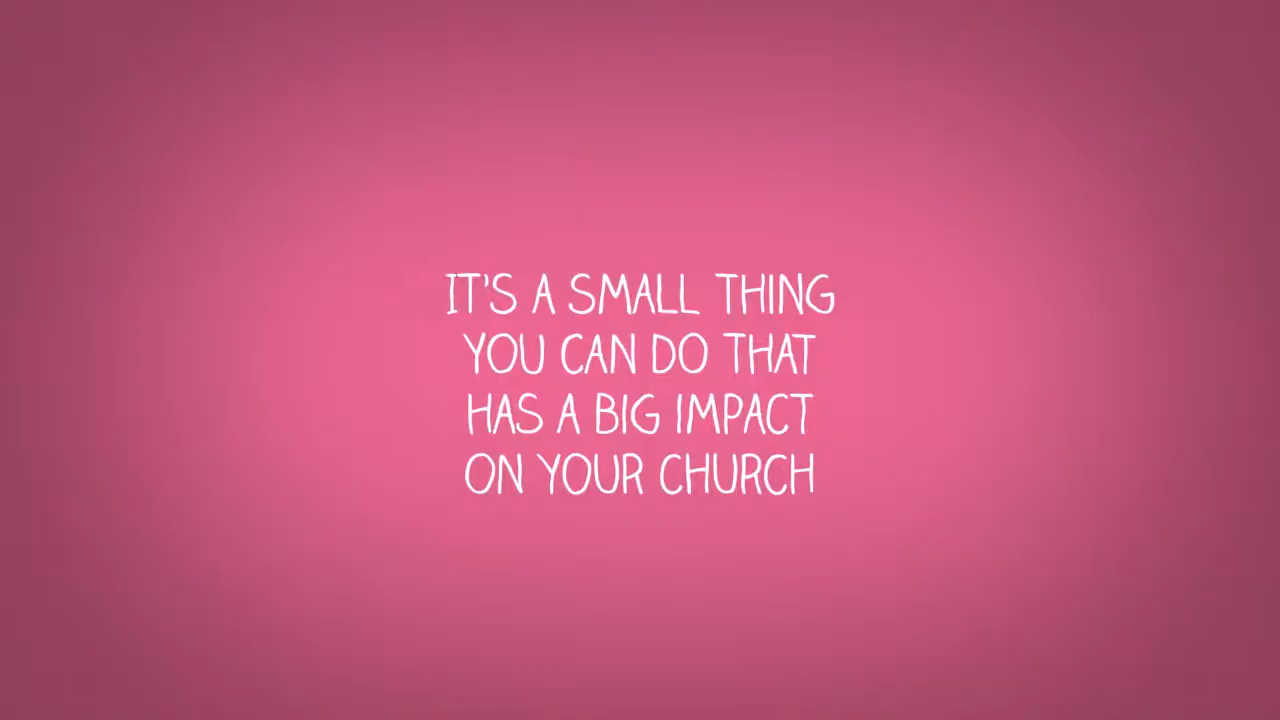 IT'S A SMALL THING
YOU CAN DO THAT
HAS A BIG IMPACT
ON YOUR CHURCH